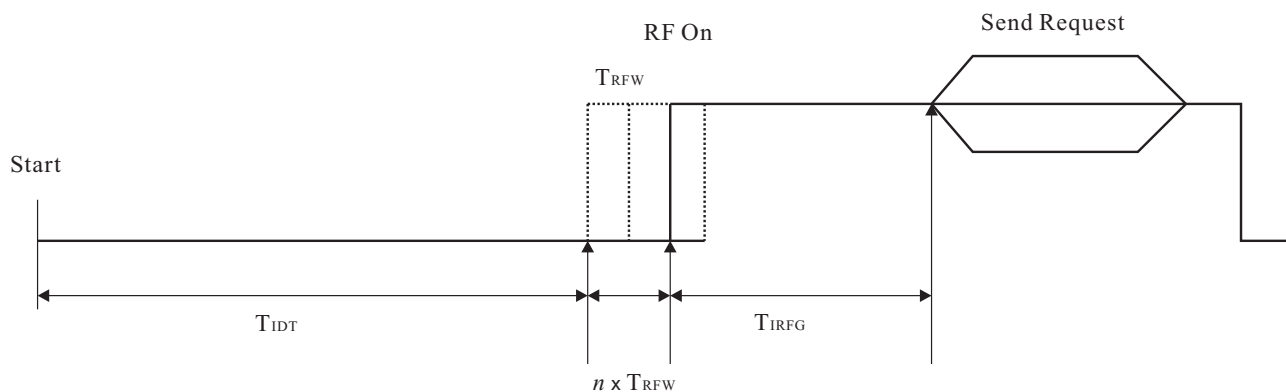 Send Request
RF On
TRFW
Start
TIDT
TIRFG
n x TRFW